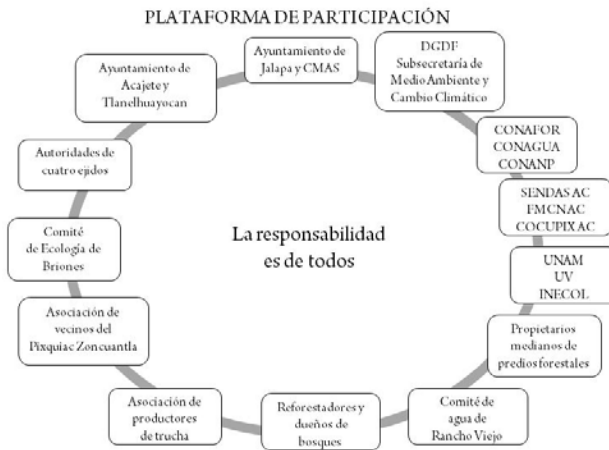 PLATAFORMA DE PARTICIPACIÓN
Ayuntamiento de
Jalapa y CMAS
DGDF
Subsecretaría de
Medio Ambiente y
Cambio Climático
CONAFOR
CONAGUA
CONANP
SENDAS AC
FMCNAC
COCUPIX AC
UNAM
UV
INECOL
Propietarios
medianos de
predios forestales
Comité de
agua de
Rancho Viejo
Reforestadores y
dueños de
bosques
Asociación de
productores
de trucha
Asociación de
vecinos del
Pixquiac Zoncuantla
Comité
de Ecología de
Briones
Autoridades de
cuatro ejidos
Ayuntamiento de
Acajete y
Tlanelhuayocan
La responsabilidad
es de todos